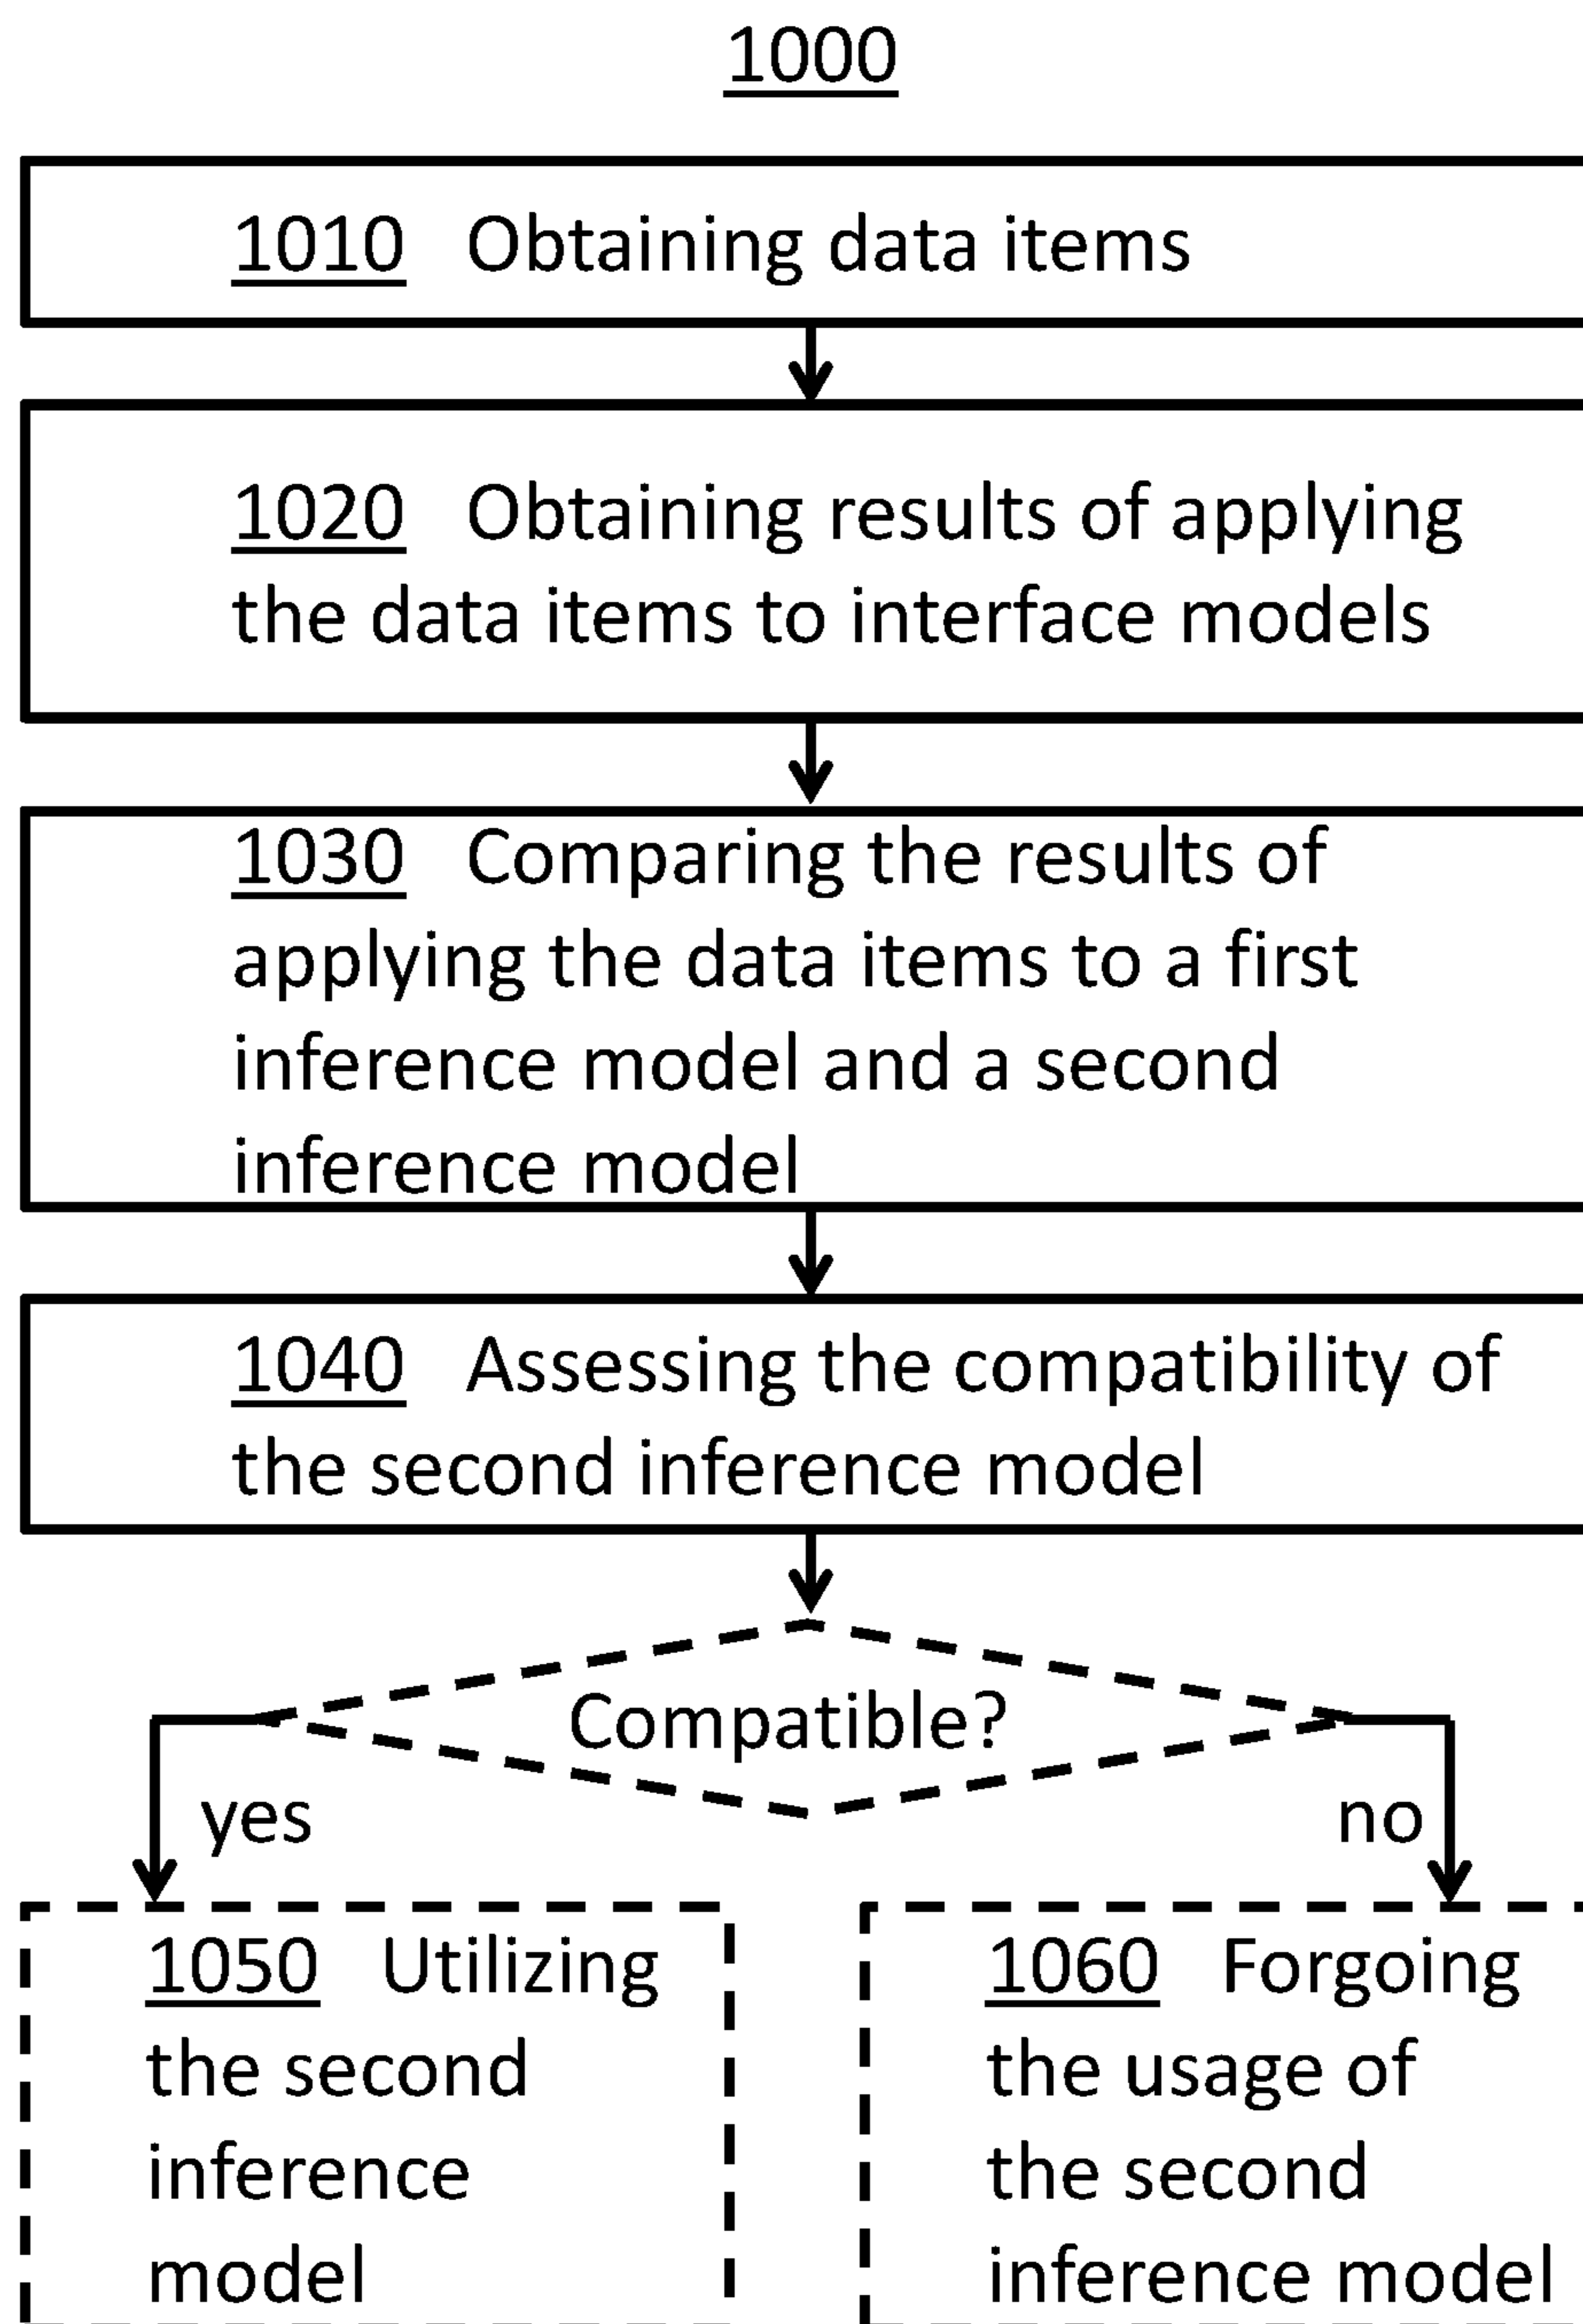 1000
1010 Obtaining data items
1020 Obtaining results of applying
the data items to interface models
1030 Comparing the results of
applying the data items to a first
inference model and a second
inference model
1040 Assessing the compatibility of
the second inference model
Compatible?
yes
no
1050 Utilizing
the second
inference
model
1060 Forgoing
the usage of
the second
inference model